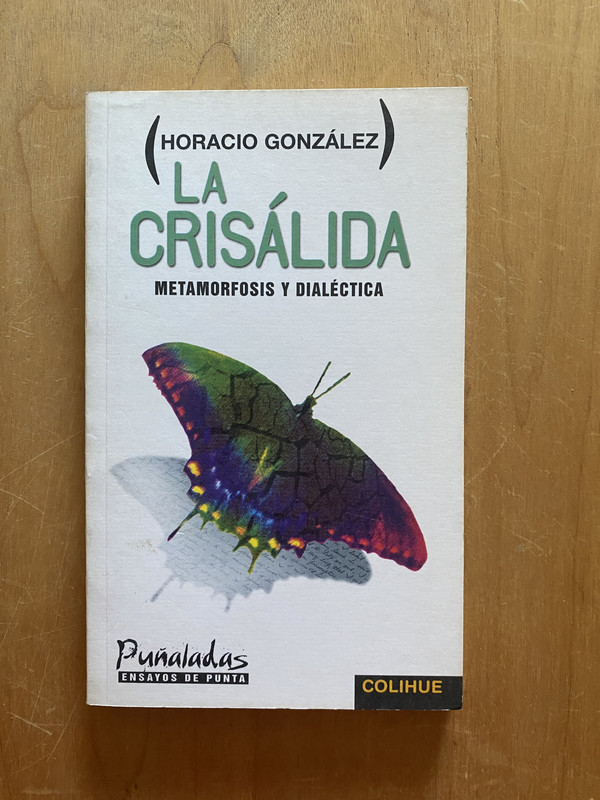 (HORACIO GONZÁLEZ)
LA
CRISÁLIDA
METAMORFOSIS Y DIALÉCTICA
Puñaladas
ENSAYOS DE PUNTA
COLIHUE